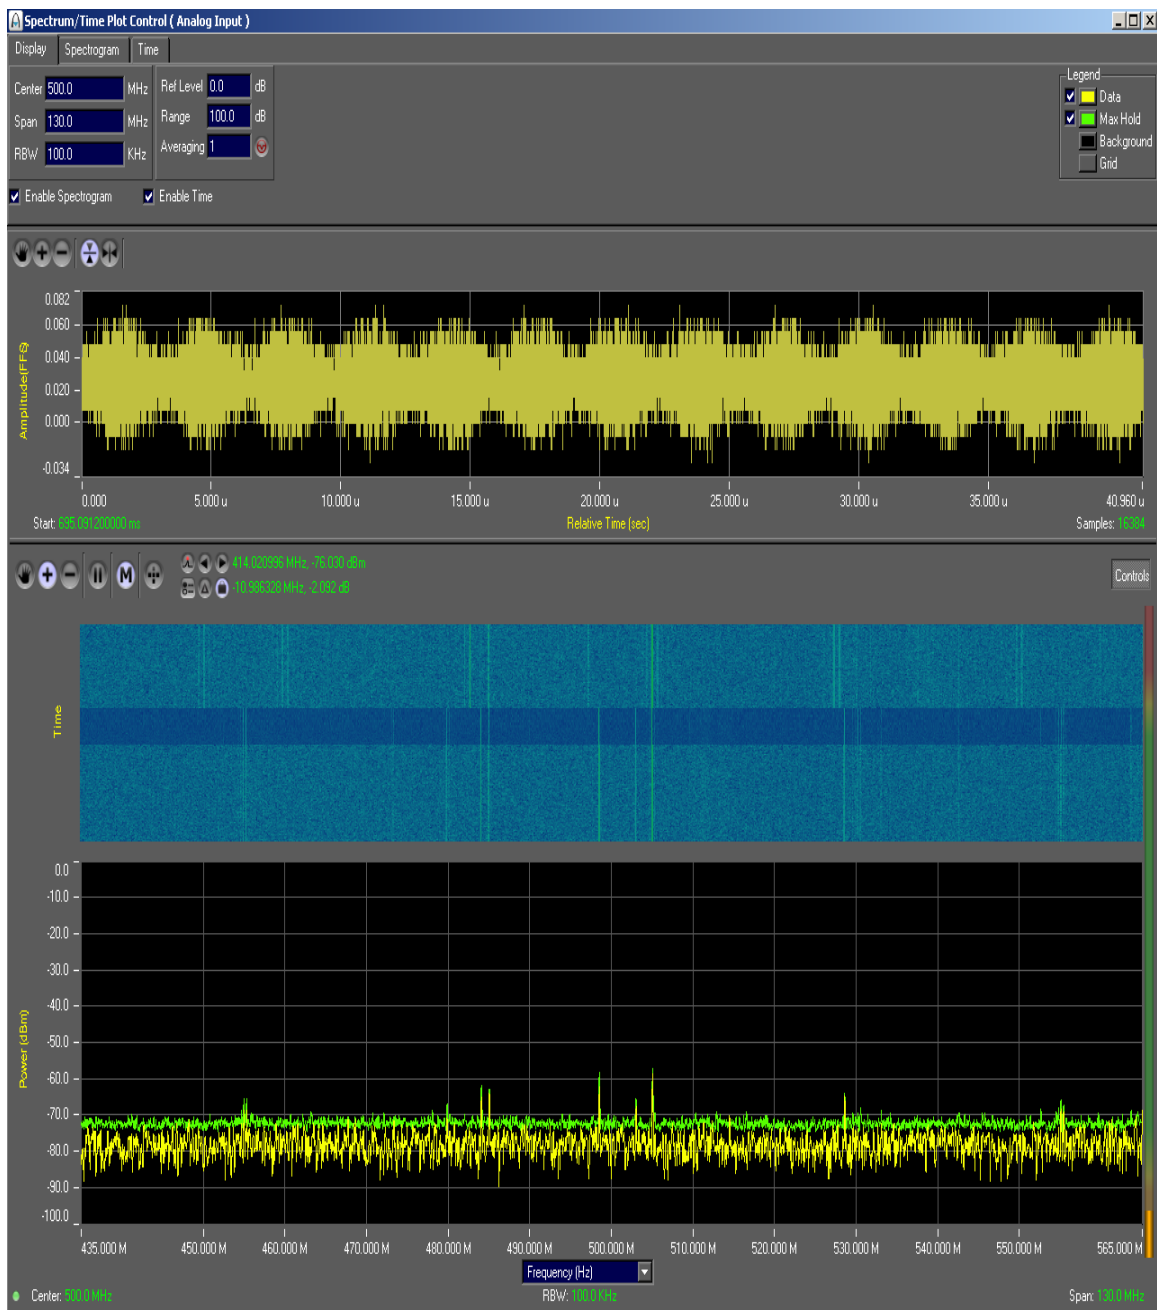 Spectrum/Time Plot Control ( Analog Input )
Display Spectrogram Time
Center 500.0 MHz Ref Level 0.0 dB
Span 130.0 MHz Range 100.0 dB
RBW 100.0 KHz Averaging 1
Legend
Data
Max Hold
Background
Grid
Enable Spectrogram Enable Time
Amplitude(FFS)
0.082
0.060
0.040
0.020
0.000
-0.034
0.000 5.000 u 10.000 u 15.000 u 20.000 u 25.000 u 30.000 u 35.000 u 40.960 u
Start: 695.091200000 ms Relative Time (sec) Samples: 16384
M
414.020996 MHz, -76.030 dBm
-10.986328 MHz, -2.092 dB
Controls
Time
Power (dBm)
0.0
-10.0
-20.0
-30.0
-40.0
-50.0
-60.0
-70.0
-80.0
-90.0
-100.0
435.000 M 450.000 M 460.000 M 470.000 M 480.000 M 490.000 M 500.000 M 510.000 M 520.000 M 530.000 M 540.000 M 550.000 M 565.000 M
Frequency (Hz)
Center: 500.0 MHz RBW: 100.0 KHz Span: 130.0 MHz